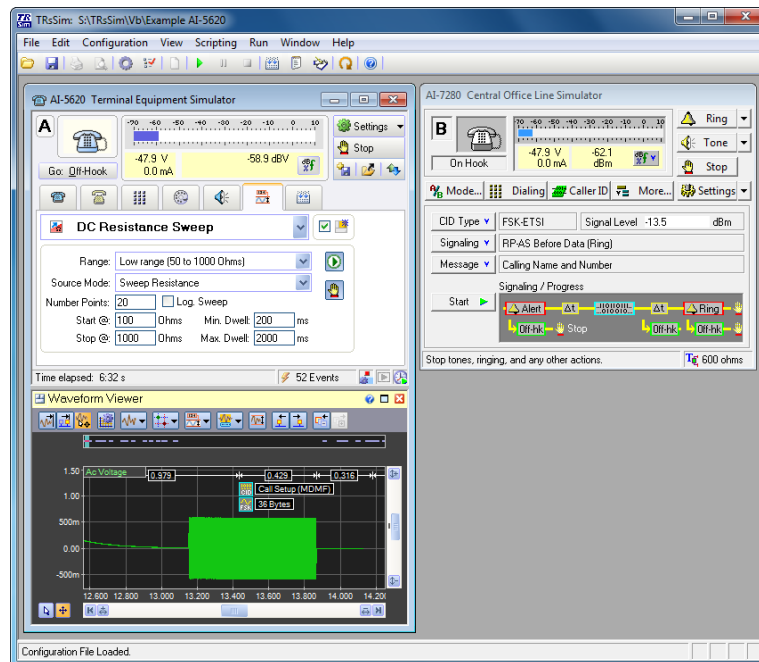 TRsSim: S:\TRsSim\Vb\Example AI-5620
File Edit Configuration View Scripting Run Window Help
AI-5620 Terminal Equipment Simulator
A
-70 -60 -50 -40 -30 -20 -10 0 10
-47.9 V -58.9 dBV
0.0 mA
Go: Off-Hook
Settings
Stop
DC Resistance Sweep
Range: Low range (50 to 1000 Ohms)
Source Mode: Sweep Resistance
Number Points: 20 Log. Sweep
Start @: 100 Ohms Min. Dwell: 200 ms
Stop @: 1000 Ohms Max. Dwell: 2000 ms
Time elapsed: 6:32 s 52 Events
Waveform Viewer
Ac Voltage
0.979 0.429 0.316
CID Call Setup (MDMF)
FSK 36 Bytes
1.50
1.00
500m
0.00
-500m
12.600 12.800 13.000 13.200 13.400 13.600 13.800 14.000 14.200
AI-7280 Central Office Line Simulator
B
-70 -60 -50 -40 -30 -20 -10 0 10
-47.9 V -62.1
0.0 mA dBm
On Hook
Ring
Tone
Stop
Mode... Dialing Caller ID More... Settings
CID Type FSK-ETSI Signal Level -13.5 dBm
Signaling RP-AS Before Data (Ring)
Message Calling Name and Number
Signaling / Progress
Start
Alert Δt Δt Ring
Off-hk Stop Off-hk Off-hk
Stop tones, ringing, and any other actions. 600 ohms
Configuration File Loaded.